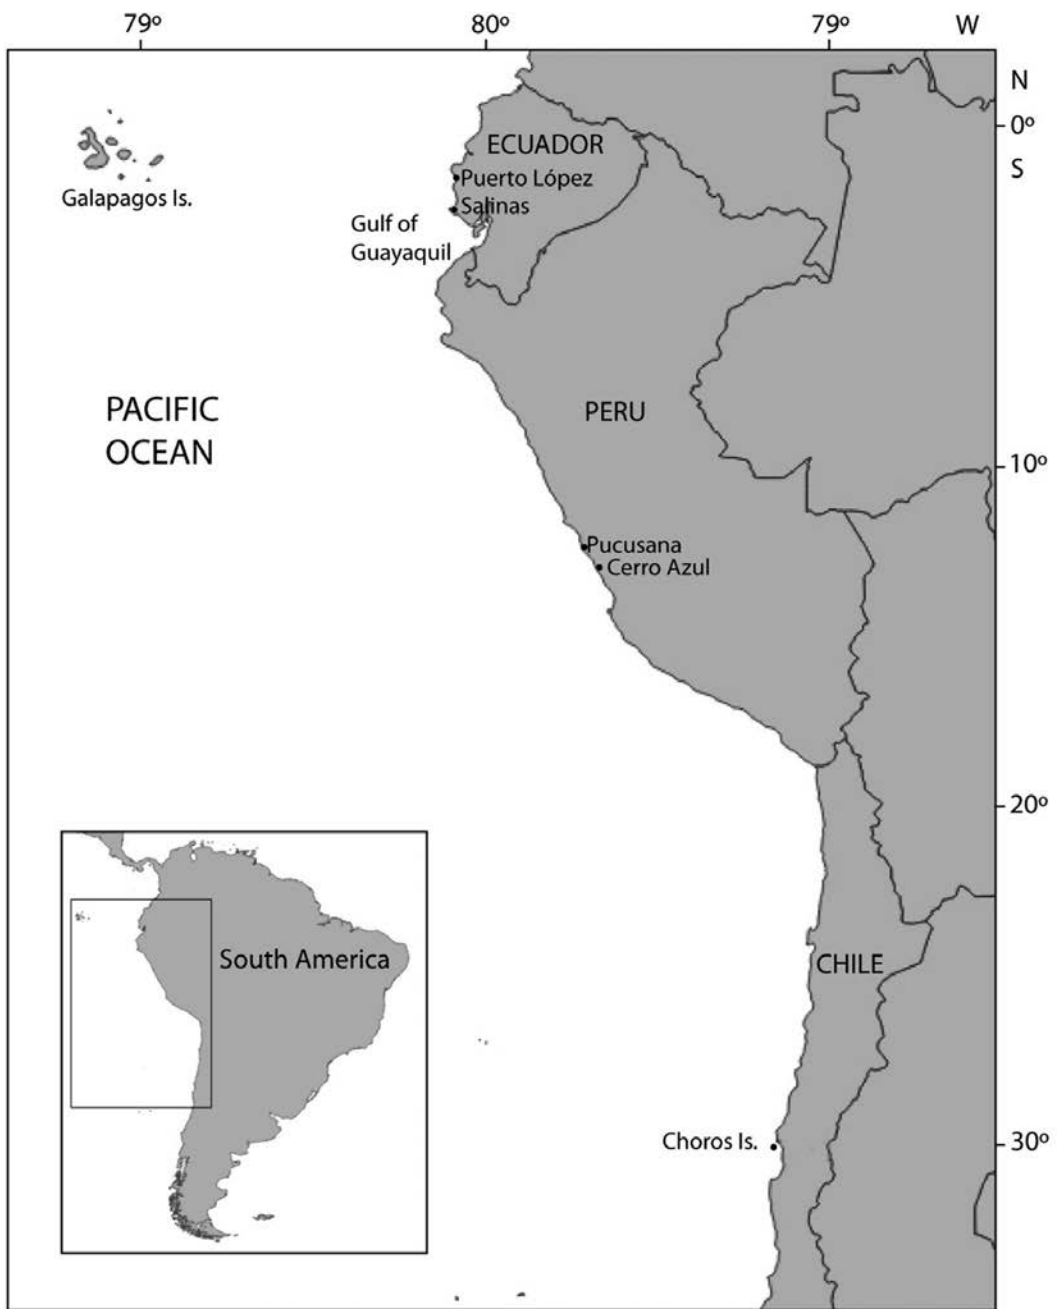 79º 80º 79º W
N
0º
S
ECUADOR
Puerto López
Salinas
Galapagos Is.
Gulf of
Guayaquil
PACIFIC
OCEAN
PERU
10º
Pucusana
Cerro Azul
20º
South America
CHILE
Choros Is.
30º